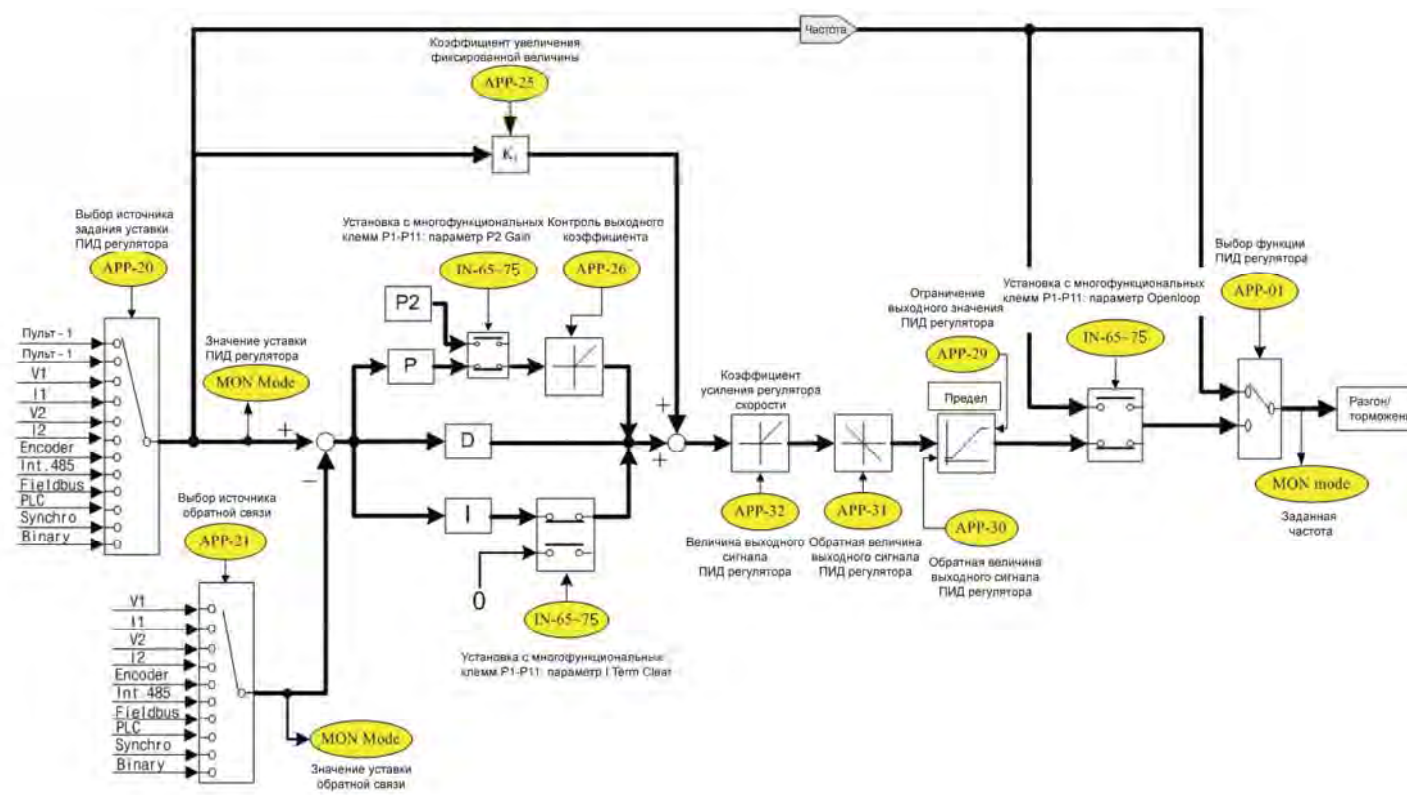 Частота
Коэффициент увеличения
фиксированной величины
APP-25
K₁
Выбор источника
задания уставки
ПИД регулятора
APP-20
Пульт - 1
Пульт - 1
V1
I1
V2
I2
Encoder
Int.485
Fieldbus
PLC
Synchro
Binary
Значение уставки
ПИД регулятора
MON Mode
Установка с многофункциональных
клемм P1-P11: параметр P2 Gain
IN-65~75
Контроль выходного
коэффициента
APP-26
P2
P
D
I
0
IN-65~75
Установка с многофункциональных
клемм P1-P11: параметр I Term Clear
+
−
+
+
Выбор источника
обратной связи
APP-21
V1
I1
V2
I2
Encoder
Int.485
Fieldbus
PLC
Synchro
Binary
MON Mode
Значение уставки
обратной связи
Коэффициент
усиления регулятора
скорости
APP-32
Величина выходного
сигнала
ПИД регулятора
APP-31
Обратная величина
выходного сигнала
ПИД регулятора
Ограничение
выходного значения
ПИД регулятора
APP-29
Предел
APP-30
Обратная величина
выходного сигнала
ПИД регулятора
Установка с многофункциональных
клемм P1-P11: параметр Openloop
IN-65~75
Выбор функции
ПИД регулятора
APP-01
Разгон/
торможени
MON mode
Заданная
частота